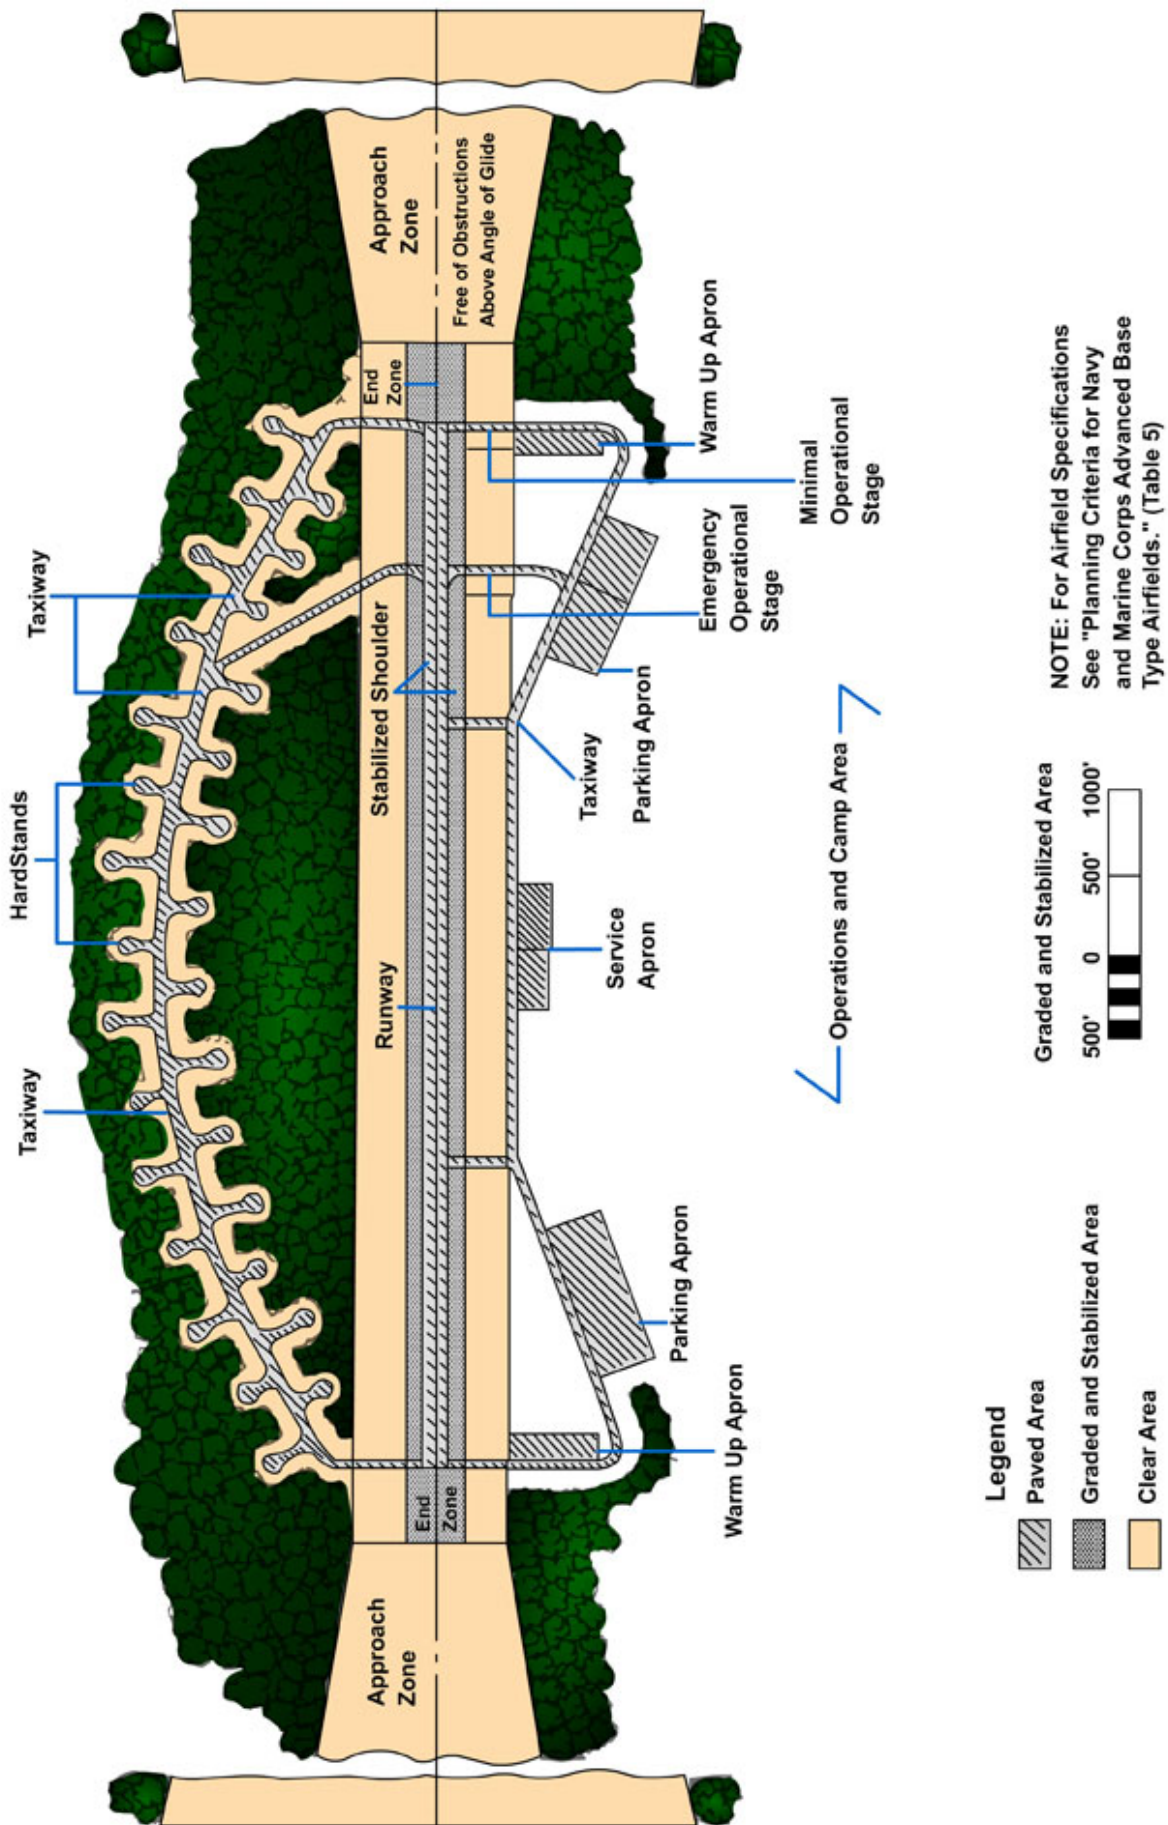 Taxiway
HardStands
Taxiway
Approach
Zone
End
Zone
Runway
Stabilized Shoulder
End
Zone
Approach
Zone
Free of Obstructions
Above Angle of Glide
Warm Up Apron
Parking Apron
Service
Apron
Taxiway
Parking Apron
Emergency
Operational
Stage
Warm Up Apron
Minimal
Operational
Stage
Operations and Camp Area
Legend
Paved Area
Graded and Stabilized Area
Clear Area
Graded and Stabilized Area
500' 0 500' 1000'
NOTE: For Airfield Specifications
See "Planning Criteria for Navy
and Marine Corps Advanced Base
Type Airfields." (Table 5)